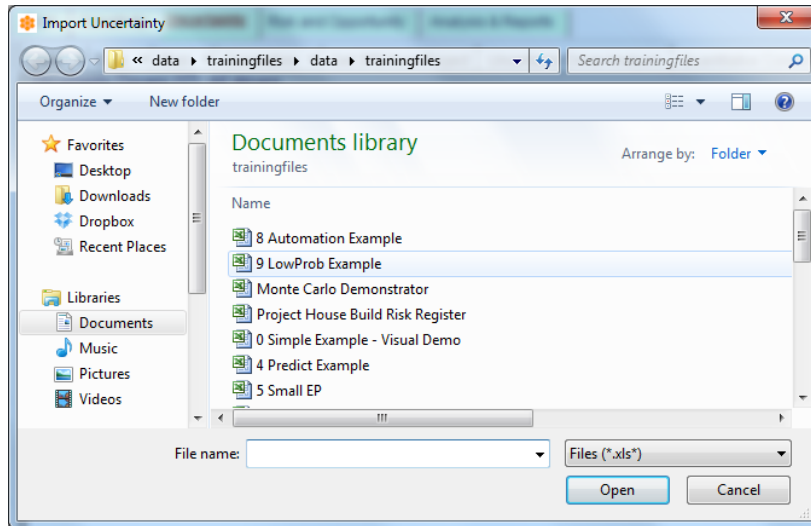 Import Uncertainty
« data ▸ trainingfiles ▸ data ▸ trainingfiles
Search trainingfiles
Organize
New folder
Favorites
Desktop
Downloads
Dropbox
Recent Places
Libraries
Documents
Music
Pictures
Videos
Documents library
trainingfiles
Arrange by: Folder
Name
8 Automation Example
9 LowProb Example
Monte Carlo Demonstrator
Project House Build Risk Register
0 Simple Example - Visual Demo
4 Predict Example
5 Small EP
File name:
Files (*.xls*)
Open
Cancel